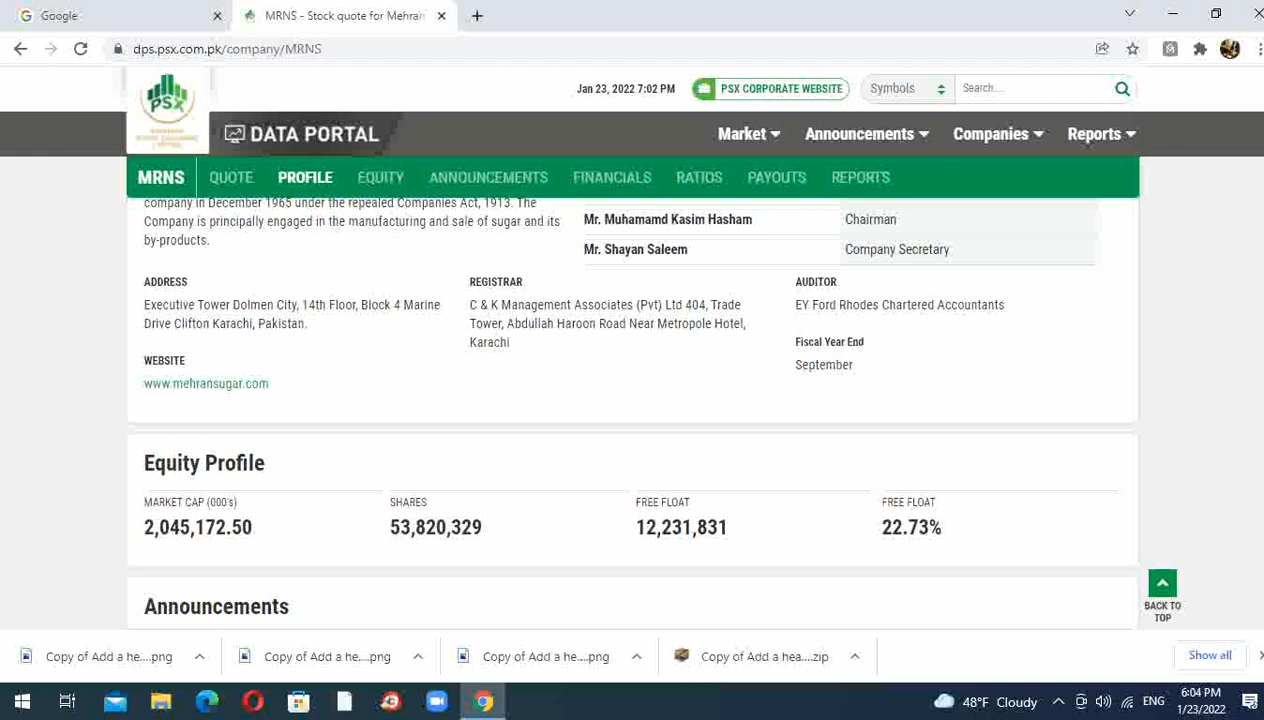 Google
MRNS - Stock quote for Mehran
dps.psx.com.pk/company/MRNS
PSX
Jan 23, 2022 7:02 PM
PSX CORPORATE WEBSITE
Symbols
Search....
DATA PORTAL
Market
Announcements
Companies
Reports
MRNS
QUOTE
PROFILE
EQUITY
ANNOUNCEMENTS
FINANCIALS
RATIOS
PAYOUTS
REPORTS
company in December 1965 under the repealed Companies Act, 1913. The
Company is principally engaged in the manufacturing and sale of sugar and its
by-products.
Mr. Muhamamd Kasim Hasham
Chairman
Mr. Shayan Saleem
Company Secretary
ADDRESS
Executive Tower Dolmen City, 14th Floor, Block 4 Marine
Drive Clifton Karachi, Pakistan.
WEBSITE
www.mehransugar.com
REGISTRAR
C & K Management Associates (Pvt) Ltd 404, Trade
Tower, Abdullah Haroon Road Near Metropole Hotel,
Karachi
AUDITOR
EY Ford Rhodes Chartered Accountants
Fiscal Year End
September
Equity Profile
MARKET CAP (000's)
2,045,172.50
SHARES
53,820,329
FREE FLOAT
12,231,831
FREE FLOAT
22.73%
Announcements
BACK TO
TOP
Copy of Add a he....png
Copy of Add a he....png
Copy of Add a he....png
Copy of Add a hea....zip
Show all
48°F Cloudy
ENG
6:04 PM
1/23/2022